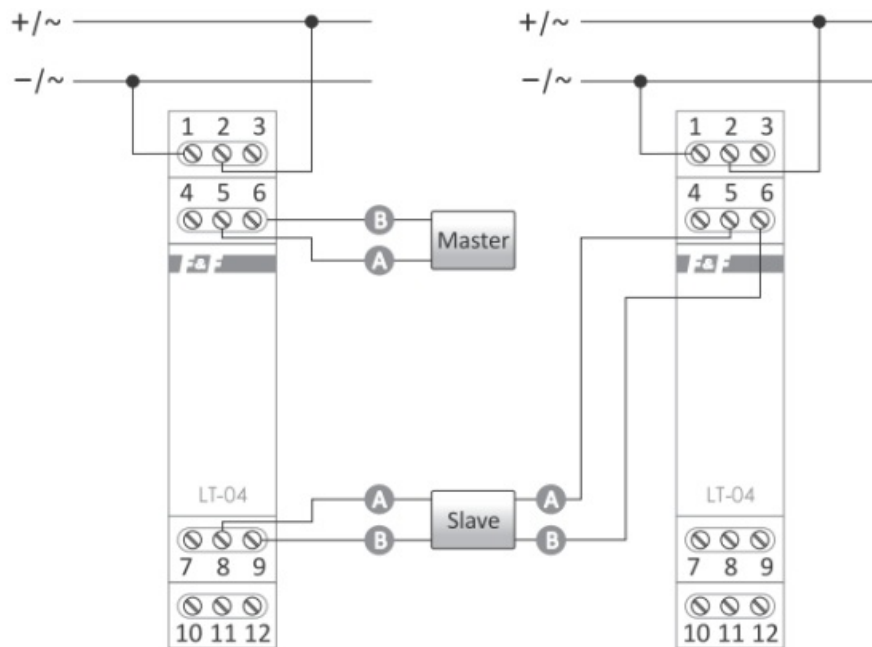 +/~ +/~
−/~ −/~
1 2 3 1 2 3
4 5 6 4 5 6
B Master
A
F&F F&F
LT-04 LT-04
A Slave A
B B
7 8 9 7 8 9
10 11 12 10 11 12